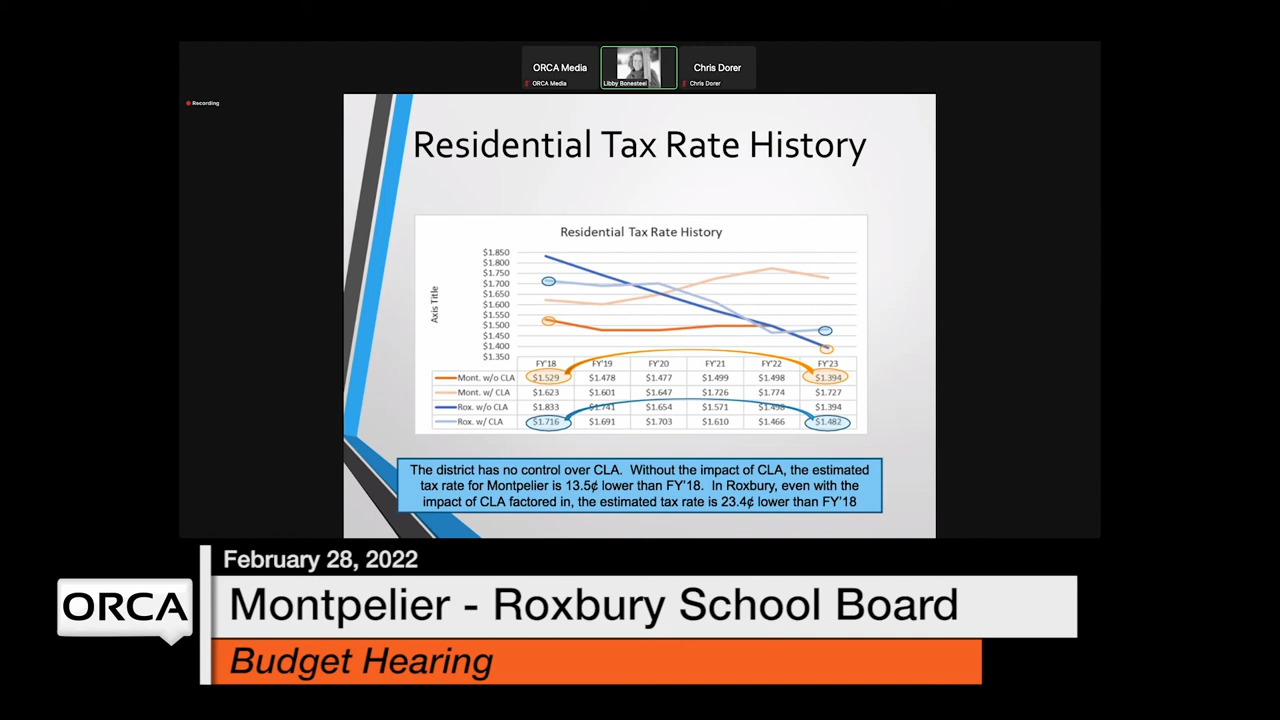 ORCA Media
Chris Dorer
ORCA Media
Libby Bonesteel
Chris Dorer
Recording
Residential Tax Rate History
Residential Tax Rate History
$1.850
$1.800
$1.750
$1.700
$1.650
$1.600
$1.550
$1.500
$1.450
$1.400
$1.350
Axis Title
FY'18 FY'19 FY'20 FY'21 FY'22 FY'23
Mont. w/o CLA $1.529 $1.478 $1.477 $1.499 $1.498 $1.394
Mont. w/ CLA $1.623 $1.601 $1.647 $1.726 $1.774 $1.727
Rox. w/o CLA $1.833 $1.741 $1.654 $1.571 $1.498 $1.394
Rox. w/ CLA $1.716 $1.691 $1.703 $1.610 $1.466 $1.482
The district has no control over CLA. Without the impact of CLA, the estimated
tax rate for Montpelier is 13.5¢ lower than FY'18. In Roxbury, even with the
impact of CLA factored in, the estimated tax rate is 23.4¢ lower than FY'18
February 28, 2022
ORCA
Montpelier - Roxbury School Board
Budget Hearing